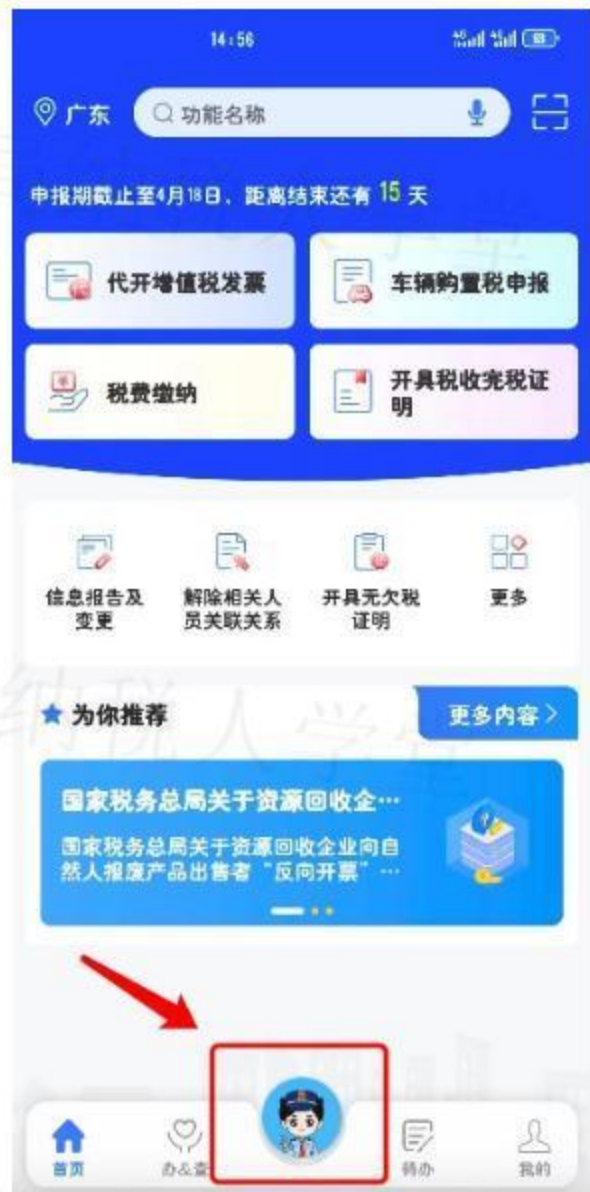 14:56
广东
功能名称
申报期截止至4月18日，距离结束还有 15 天
代开增值税发票
车辆购置税申报
税费缴纳
开具税收完税证
明
信息报告及
变更
解除相关人
员关联关系
开具无欠税
证明
更多
纳税人学堂
为你推荐
更多内容>
国家税务总局关于资源回收企…
国家税务总局关于资源回收企业向自
然人报废产品出售者“反向开票”…
首页
办&查
待办
我的